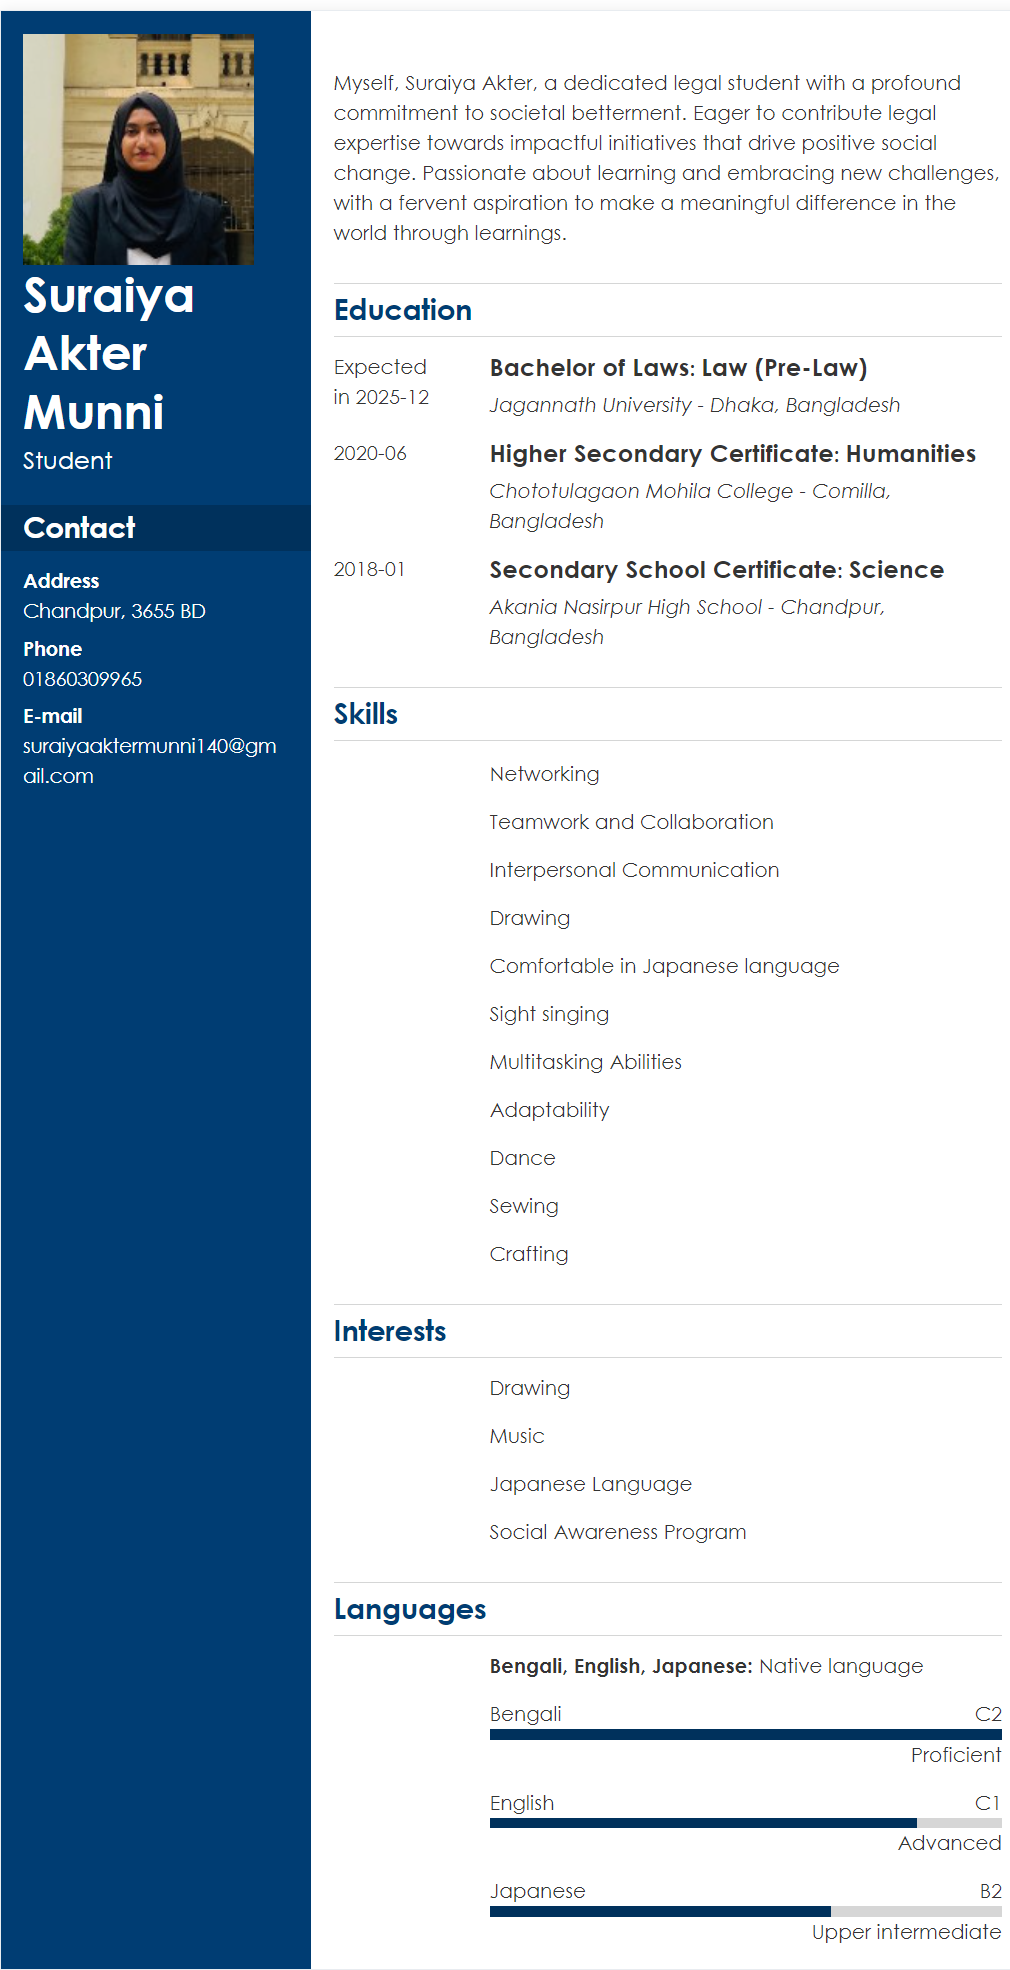 Suraiya
Akter
Munni
Student
Contact
Address
Chandpur, 3655 BD
Phone
01860309965
E-mail
suraiyaaktermunni140@gm
ail.com
Myself, Suraiya Akter, a dedicated legal student with a profound
commitment to societal betterment. Eager to contribute legal
expertise towards impactful initiatives that drive positive social
change. Passionate about learning and embracing new challenges,
with a fervent aspiration to make a meaningful difference in the
world through learnings.
Education
Expected
in 2025-12
Bachelor of Laws: Law (Pre-Law)
Jagannath University - Dhaka, Bangladesh
2020-06
Higher Secondary Certificate: Humanities
Chototulagaon Mohila College - Comilla,
Bangladesh
2018-01
Secondary School Certificate: Science
Akania Nasirpur High School - Chandpur,
Bangladesh
Skills
Networking
Teamwork and Collaboration
Interpersonal Communication
Drawing
Comfortable in Japanese language
Sight singing
Multitasking Abilities
Adaptability
Dance
Sewing
Crafting
Interests
Drawing
Music
Japanese Language
Social Awareness Program
Languages
Bengali, English, Japanese: Native language
Bengali C2
Proficient
English C1
Advanced
Japanese B2
Upper intermediate